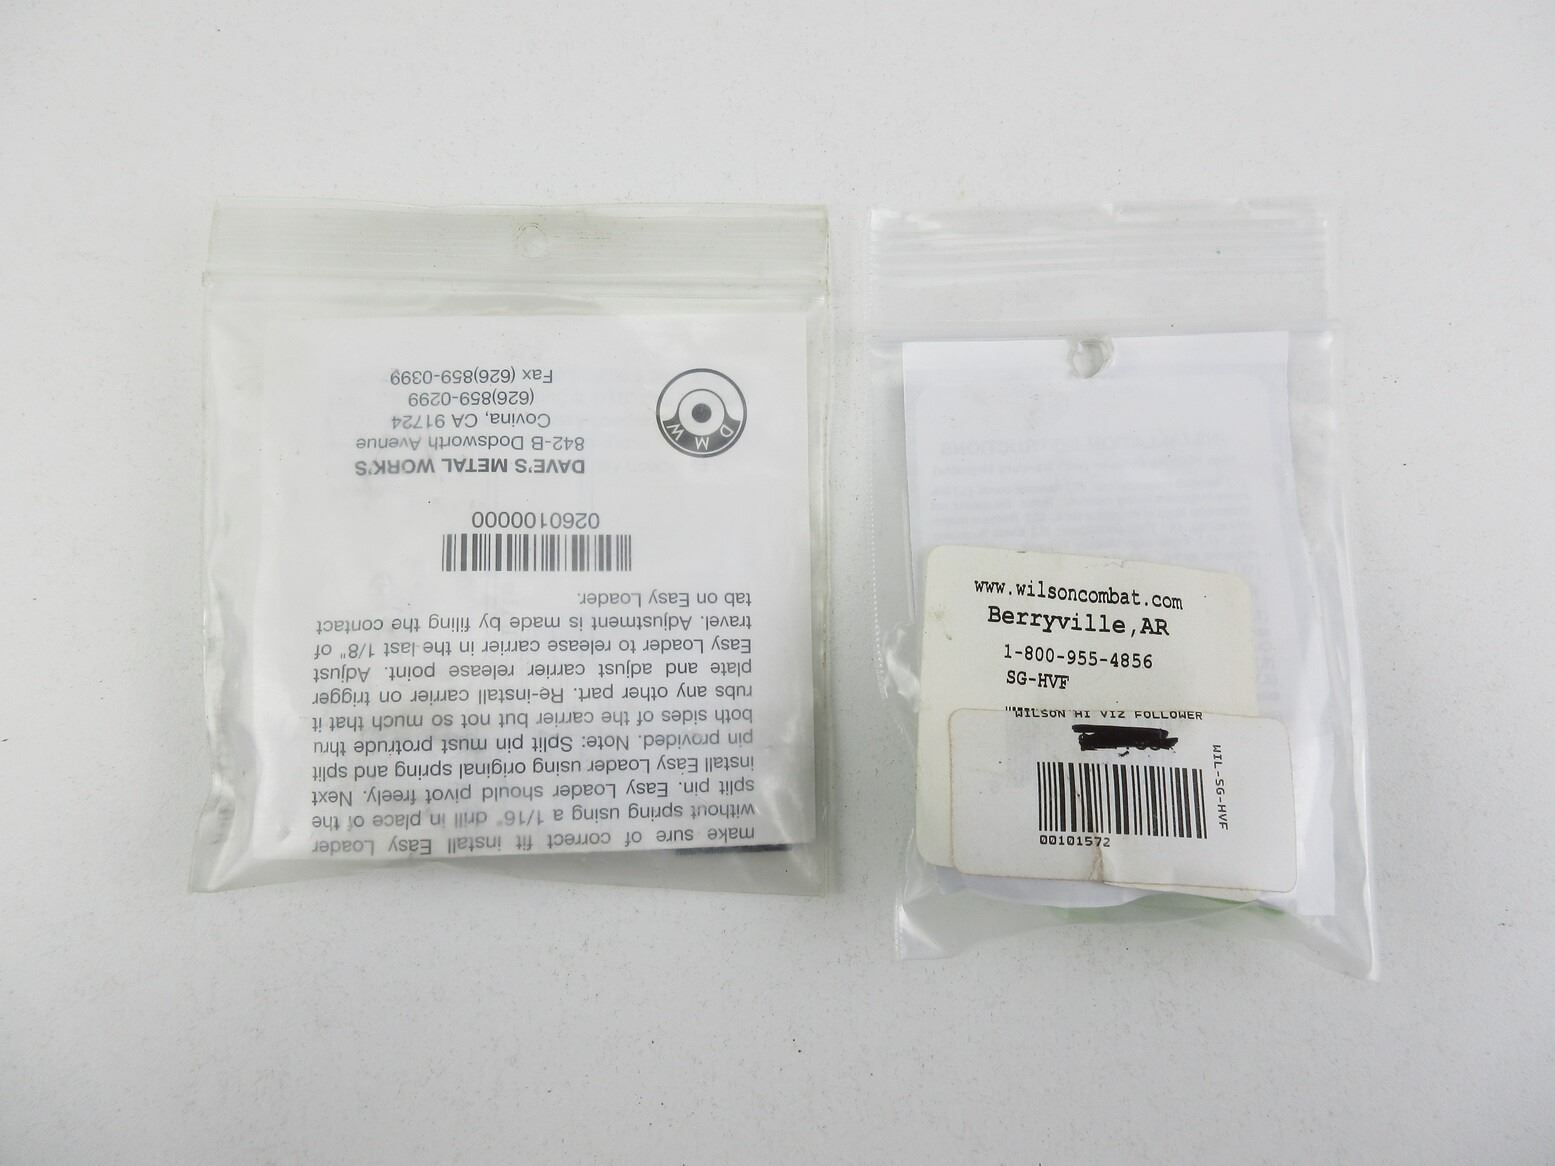 make sure of correct fit install Easy Loader
without spring using a 1/16" drill in place of the
split pin. Easy Loader should pivot freely. Next
install Easy Loader using original spring and split
pin provided. Note: Split pin must protrude thru
both sides of the carrier but not so much that it
rubs any other part. Re-install carrier on trigger
plate and adjust carrier release point. Adjust
Easy Loader to release carrier in the last 1/8" of
travel. Adjustment is made by filing the contact
tab on Easy Loader.
0260100000
DAVE'S METAL WORK'S
842-B Dodsworth Avenue
Covina, CA 91724
(626)859-0299
Fax (626)859-0399
D M W
www.wilsoncombat.com
Berryville,AR
1-800-955-4856
SG-HVF
WILSON HI VIZ FOLLOWER
WIL-SG-HVF
00101572